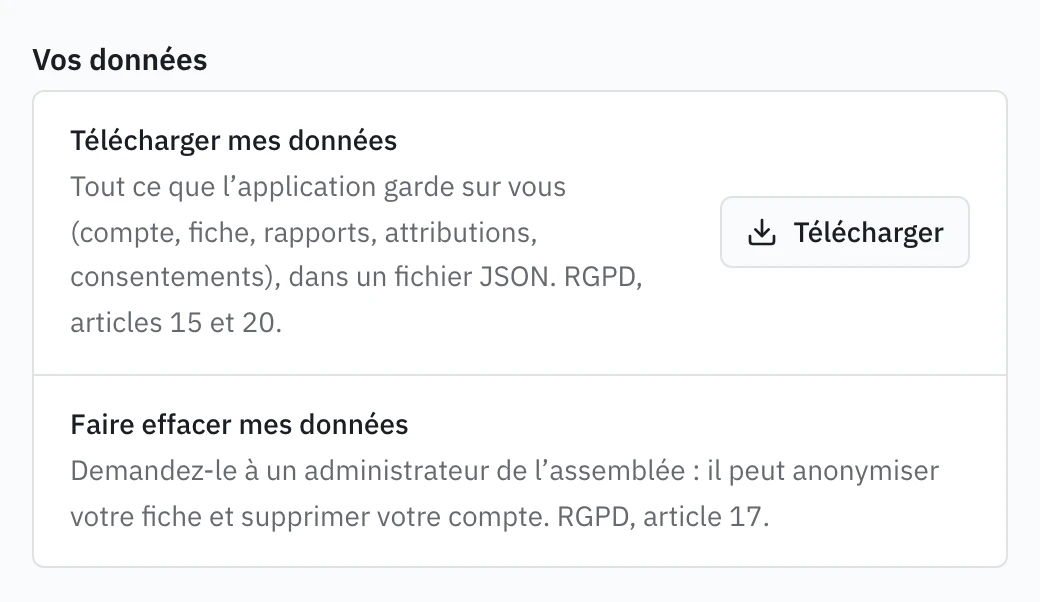 Vos données
Télécharger mes données
Tout ce que l’application garde sur vous
(compte, fiche, rapports, attributions,
consentements), dans un fichier JSON. RGPD,
articles 15 et 20.
Télécharger
Faire effacer mes données
Demandez-le à un administrateur de l’assemblée : il peut anonymiser
votre fiche et supprimer votre compte. RGPD, article 17.